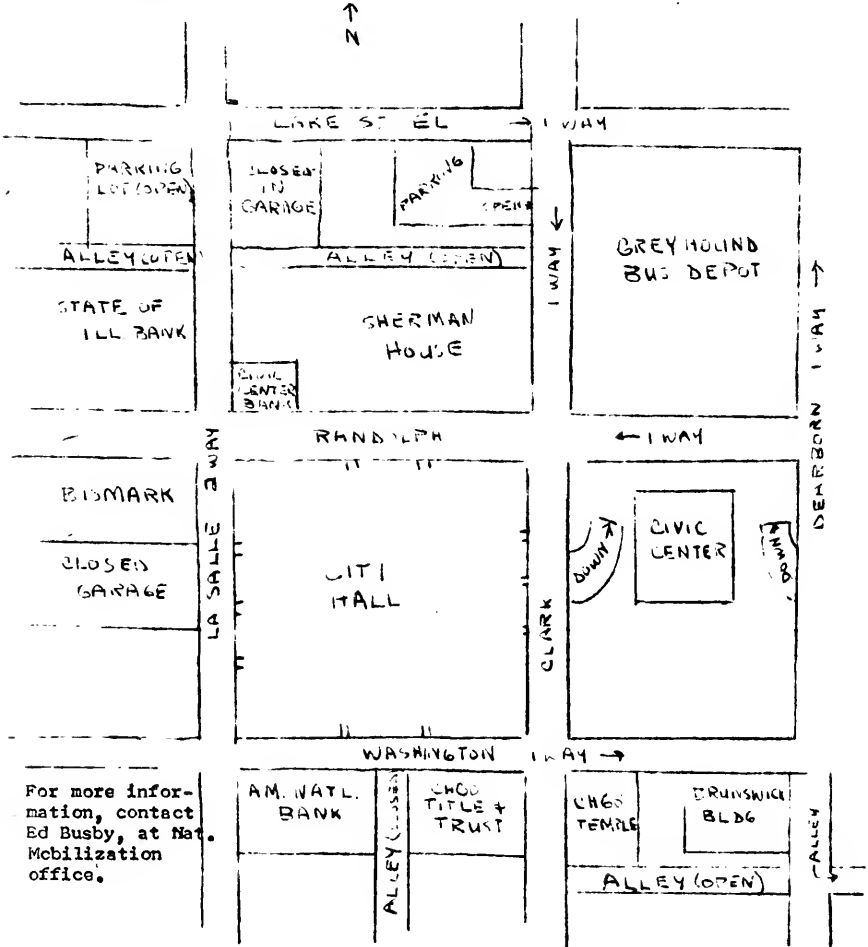 N
LAKE ST EL → 1 WAY
PARKING
LOT (OPEN)
CLOSED
IN
GARAGE
PARKING
OPEN
ALLEY (OPEN)
ALLEY (OPEN)
1 WAY
GREYHOUND
BUS DEPOT
STATE OF
ILL BANK
SHERMAN
HOUSE
CIVIC
CENTER
BANK
DEARBORN 1 WAY
RANDOLPH
← 1 WAY
BISMARK
CLOSED
GARAGE
LA SALLE 2 WAY
CITY
HALL
CLARK
DOWN
CIVIC
CENTER
DOWN
WASHINGTON 1 WAY →
For more infor-
mation, contact
Ed Busby, at Nat.
Mobilization
office.
AM. NATL.
BANK
ALLEY (CLOSED)
CHGO
TITLE +
TRUST
CHGO
TEMPLE
BRUNSWICK
BLDG
ALLEY
ALLEY (OPEN)